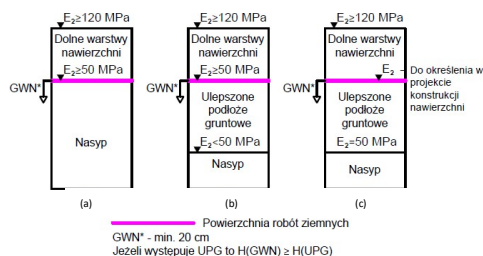 E₂≥120 MPa
Dolne warstwy
nawierzchni
E₂≥50 MPa
GWN*
Nasyp
(a)
E₂≥120 MPa
Dolne warstwy
nawierzchni
E₂≥50 MPa
GWN*
Ulepszone
podłoże
gruntowe
E₂<50 MPa
Nasyp
(b)
E₂≥120 MPa
Dolne warstwy
nawierzchni
E₂ - Do określenia w
projekcie
konstrukcji
nawierzchni
GWN*
Ulepszone
podłoże
gruntowe
E₂=50 MPa
Nasyp
(c)
Powierzchnia robót ziemnych
GWN* - min. 20 cm
Jeżeli występuje UPG to H(GWN) ≥ H(UPG)